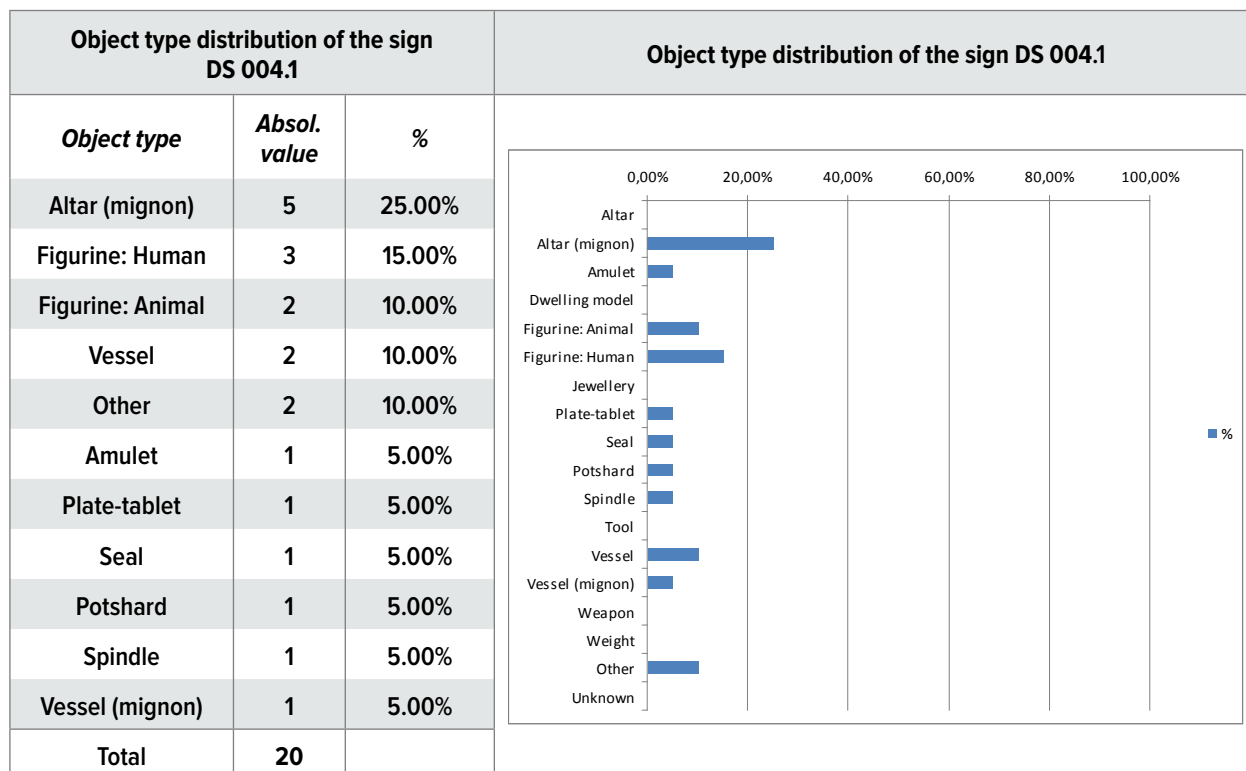 Object type distribution of the sign
DS 004.1
Object type distribution of the sign DS 004.1
Object type
Absol.
value
%
Altar (mignon) 5 25.00%
Figurine: Human 3 15.00%
Figurine: Animal 2 10.00%
Vessel 2 10.00%
Other 2 10.00%
Amulet 1 5.00%
Plate-tablet 1 5.00%
Seal 1 5.00%
Potshard 1 5.00%
Spindle 1 5.00%
Vessel (mignon) 1 5.00%
Total 20
0,00% 20,00% 40,00% 60,00% 80,00% 100,00%
Altar
Altar (mignon)
Amulet
Dwelling model
Figurine: Animal
Figurine: Human
Jewellery
Plate-tablet
Seal
Potshard
Spindle
Tool
Vessel
Vessel (mignon)
Weapon
Weight
Other
Unknown
%